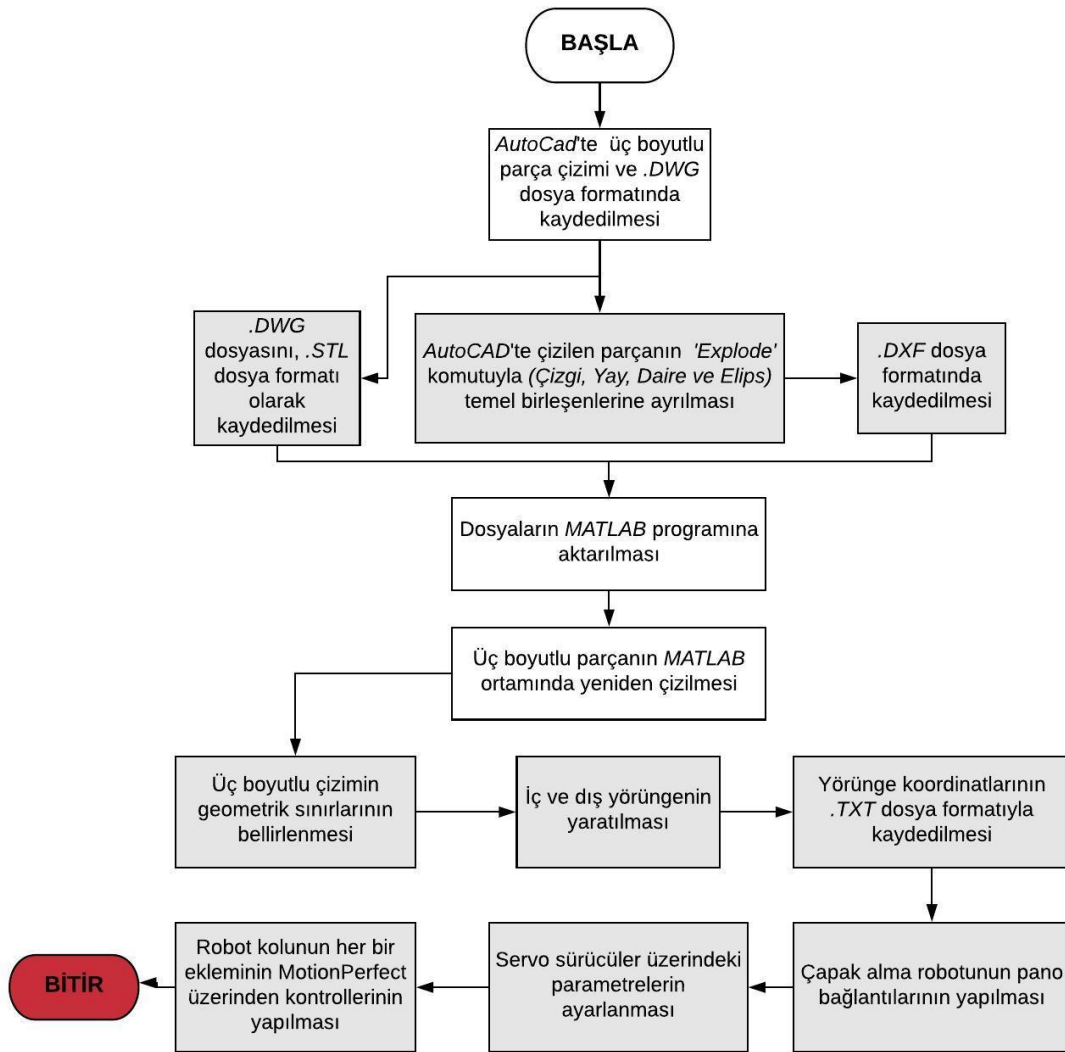 BAŞLA
AutoCad'te üç boyutlu
parça çizimi ve .DWG
dosya formatında
kaydedilmesi
.DWG
dosyasını, .STL
dosya formatı
olarak
kaydedilmesi
AutoCAD'te çizilen parçanın 'Explode'
komutuyla (Çizgi, Yay, Daire ve Elips)
temel birleşenlerine ayrılması
.DXF dosya
formatında
kaydedilmesi
Dosyaların MATLAB programına
aktarılması
Üç boyutlu parçanın MATLAB
ortamında yeniden çizilmesi
Üç boyutlu çizimin
geometrik sınırlarının
bellirlenmesi
İç ve dış yörüngenin
yaratılması
Yörünge koordinatlarının
.TXT dosya formatıyla
kaydedilmesi
Çapak alma robotunun pano
bağlantılarının yapılması
Servo sürücüler üzerindeki
parametrelerin
ayarlanması
Robot kolunun her bir
ekleminin MotionPerfect
üzerinden kontrollerinin
yapılması
BİTİR